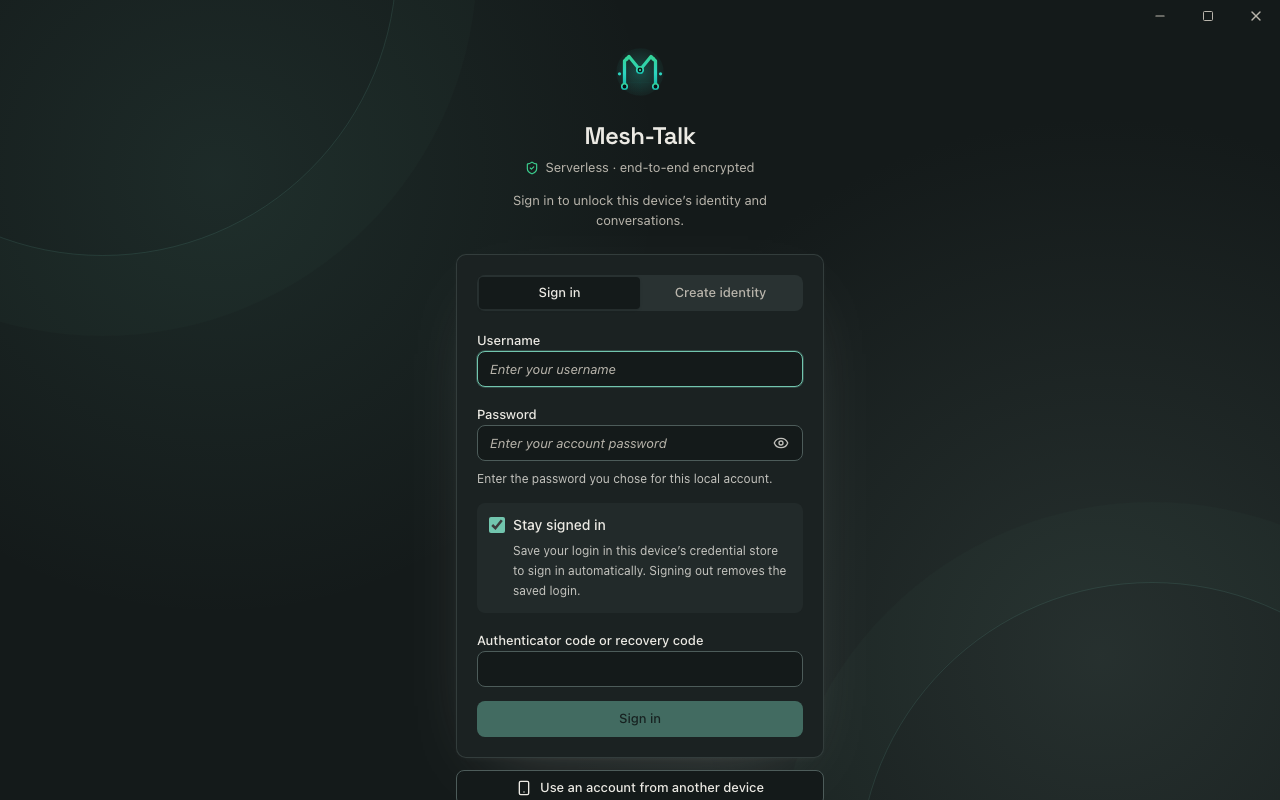 Mesh-Talk
Serverless · end-to-end encrypted
Sign in to unlock this device’s identity and
conversations.
Sign in
Create identity
Username
Enter your username
Password
Enter your account password
Enter the password you chose for this local account.
Stay signed in
Save your login in this device’s credential store
to sign in automatically. Signing out removes the
saved login.
Authenticator code or recovery code
Sign in
Use an account from another device